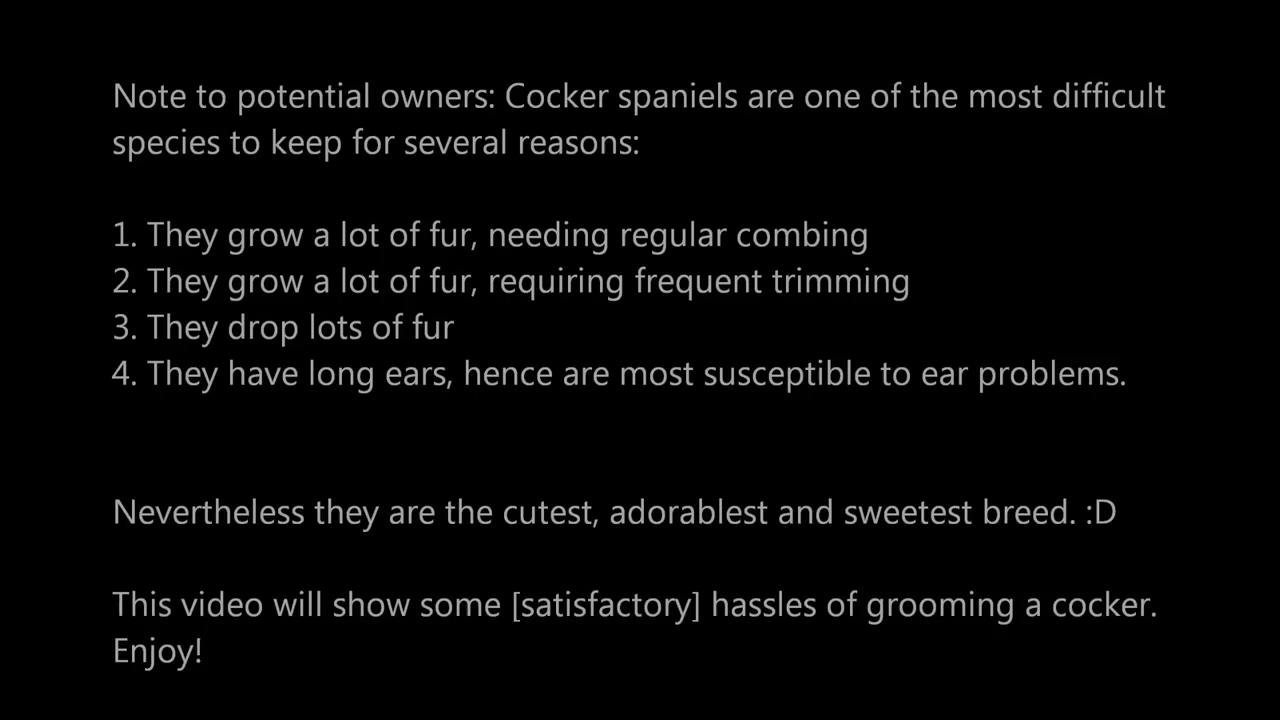 Note to potential owners: Cocker spaniels are one of the most difficult
species to keep for several reasons:
1. They grow a lot of fur, needing regular combing
2. They grow a lot of fur, requiring frequent trimming
3. They drop lots of fur
4. They have long ears, hence are most susceptible to ear problems.
Nevertheless they are the cutest, adorablest and sweetest breed. :D
This video will show some [satisfactory] hassles of grooming a cocker.
Enjoy!